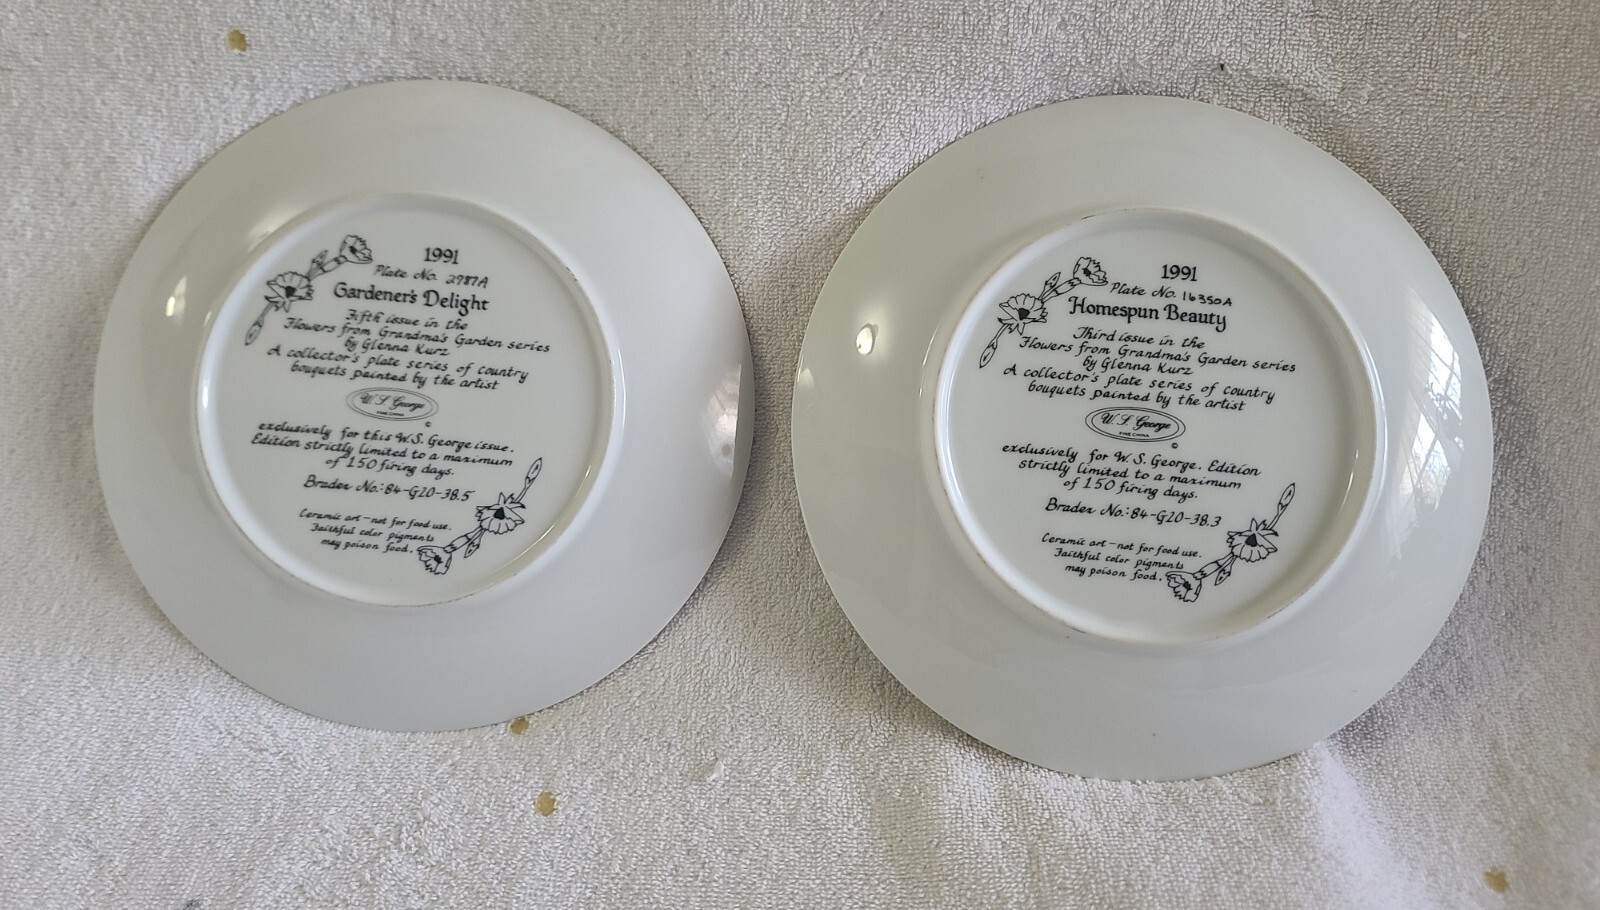 1991
Plate No. 2987A
Gardener's Delight
Fifth issue in the
Flowers from Grandma's Garden series
by Glenna Kurz
A collector's plate series of country
bouquets painted by the artist
W. S. George
FINE CHINA
©
exclusively for this W.S. George issue.
Edition strictly limited to a maximum
of 150 firing days.
Bradex No.: 84-G20-38.5
Ceramic art - not for food use.
Faithful color pigments
may poison food.
1991
Plate No. 16350A
Homespun Beauty
Third issue in the
Flowers from Grandma's Garden series
by Glenna Kurz
A collector's plate series of country
bouquets painted by the artist
W. S. George
FINE CHINA
©
exclusively for W. S. George. Edition
strictly limited to a maximum
of 150 firing days.
Bradex No.: 84-G20-38.3
Ceramic art - not for food use.
Faithful color pigments
may poison food.